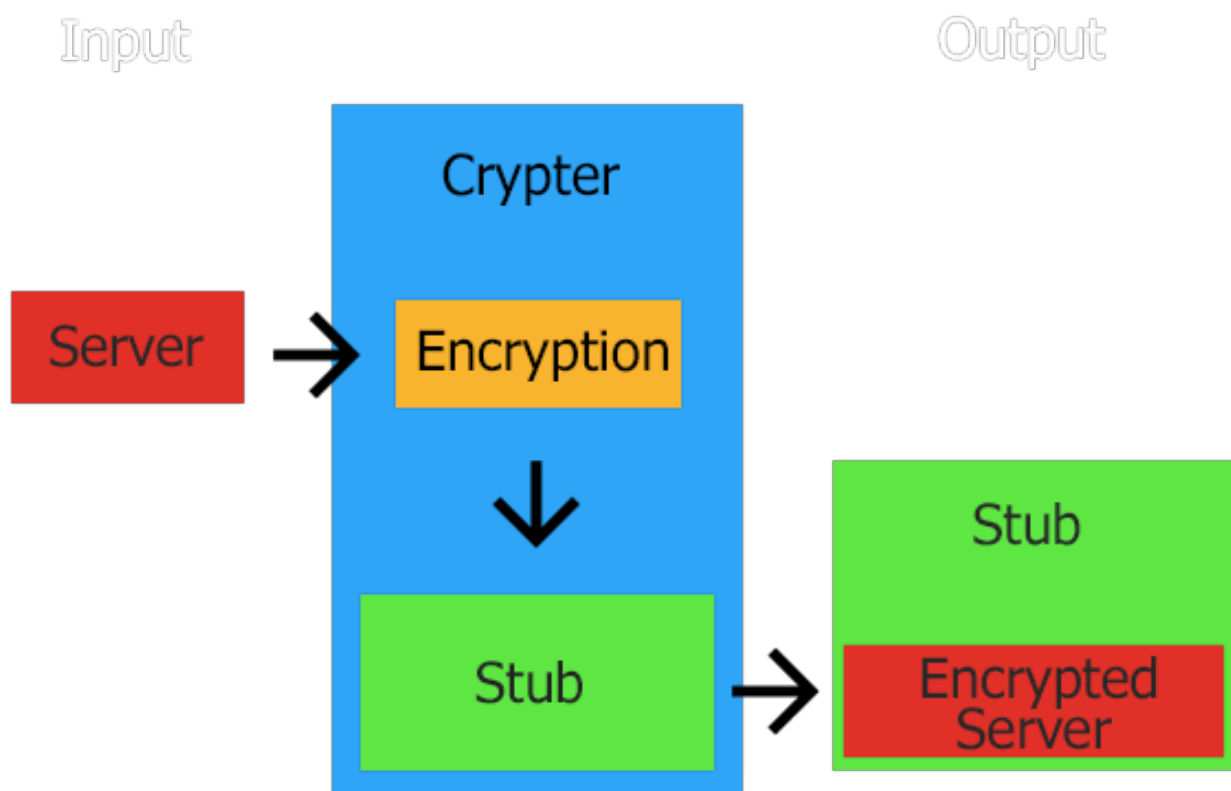 Input
Output
Crypter
Server
Encryption
Stub
Stub
Encrypted
Server